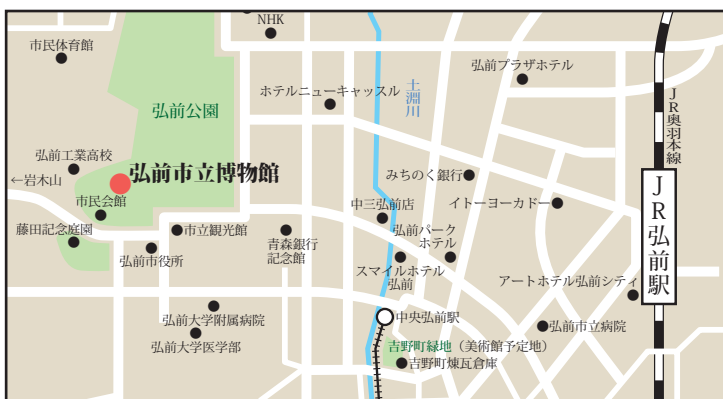 NHK
市民体育館
弘前プラザホテル
ホテルニューキャッスル
土淵川
JR奥羽本線
弘前公園
弘前工業高校
←岩木山
弘前市立博物館
みちのく銀行
市民会館
中三弘前店
イトーヨーカドー
藤田記念庭園
市立観光館
青森銀行
記念館
弘前パーク
ホテル
弘前市役所
スマイルホテル
弘前
JR弘前駅
アートホテル弘前シティ
弘前大学附属病院
中央弘前駅
弘前市立病院
弘前大学医学部
吉野町緑地（美術館予定地）
吉野町煉瓦倉庫